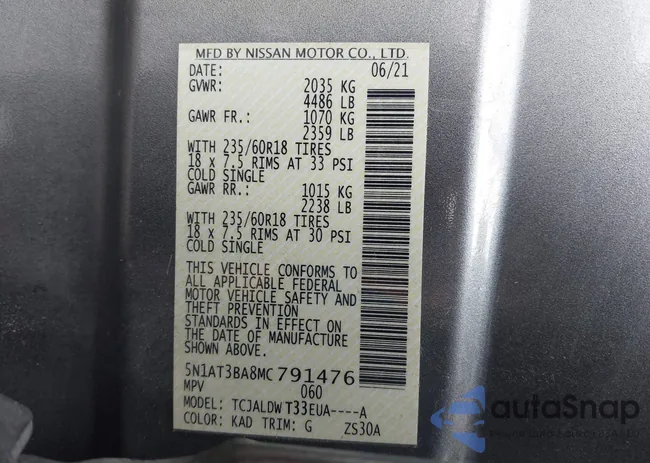 MFD BY NISSAN MOTOR CO., LTD.
DATE: 06/21
GVWR: 2035 KG
4486 LB
GAWR FR.: 1070 KG
2359 LB
WITH 235/60R18 TIRES
18 x 7.5 RIMS AT 33 PSI
COLD SINGLE
GAWR RR.: 1015 KG
2238 LB
WITH 235/60R18 TIRES
18 x 7.5 RIMS AT 30 PSI
COLD SINGLE
THIS VEHICLE CONFORMS TO
ALL APPLICABLE FEDERAL
MOTOR VEHICLE SAFETY AND
THEFT PREVENTION
STANDARDS IN EFFECT ON
THE DATE OF MANUFACTURE
SHOWN ABOVE.
5N1AT3BA8MC791476
MPV 060
MODEL: TCJALDW T33EUA----A
COLOR: KAD TRIM: G ZS30A
autoSnap